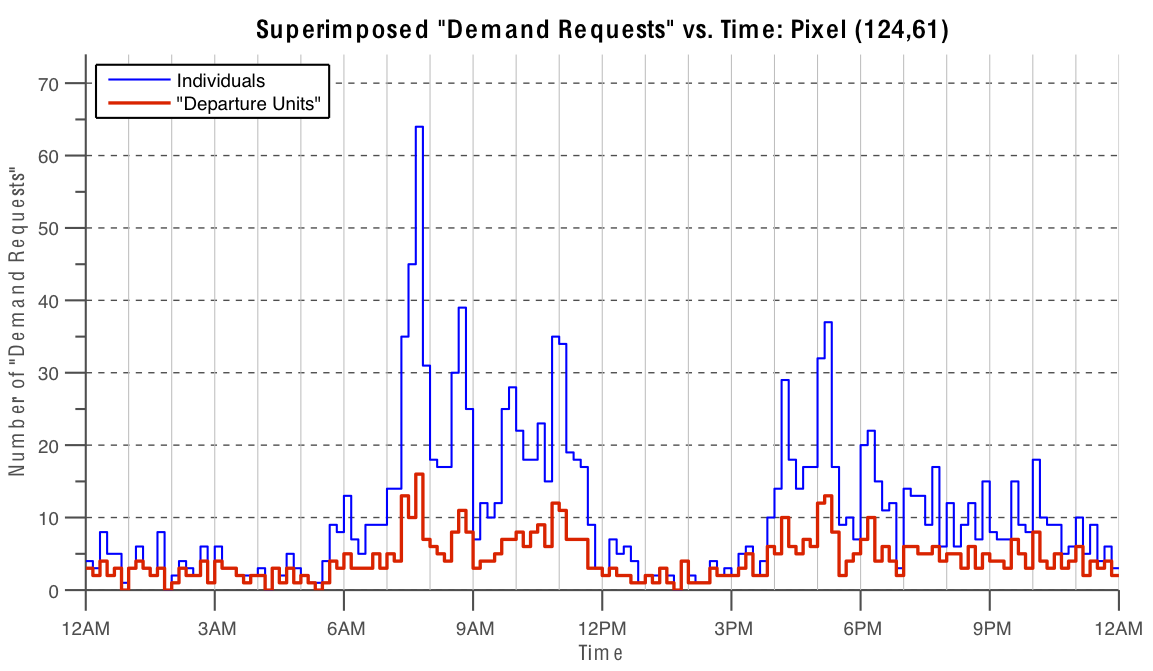 Superimposed "Demand Requests" vs. Time: Pixel (124,61)
Individuals
"Departure Units"
Number of "Demand Requests"
70
60
50
40
30
20
10
0
12AM 3AM 6AM 9AM 12PM 3PM 6PM 9PM 12AM
Time